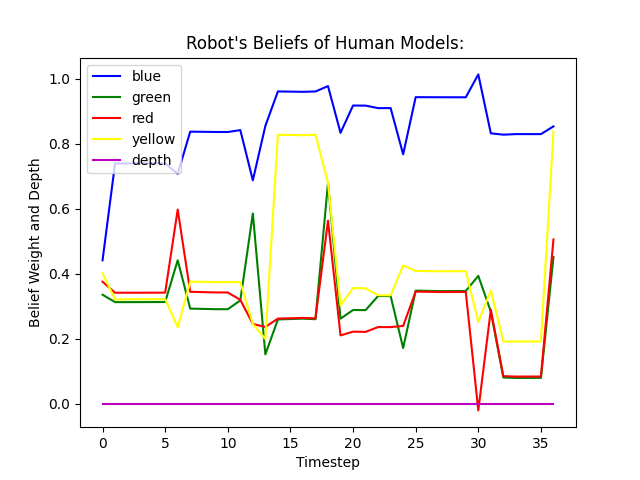 Robot's Beliefs of Human Models:
blue
green
red
yellow
depth
Belief Weight and Depth
1.0
0.8
0.6
0.4
0.2
0.0
0 5 10 15 20 25 30 35
Timestep